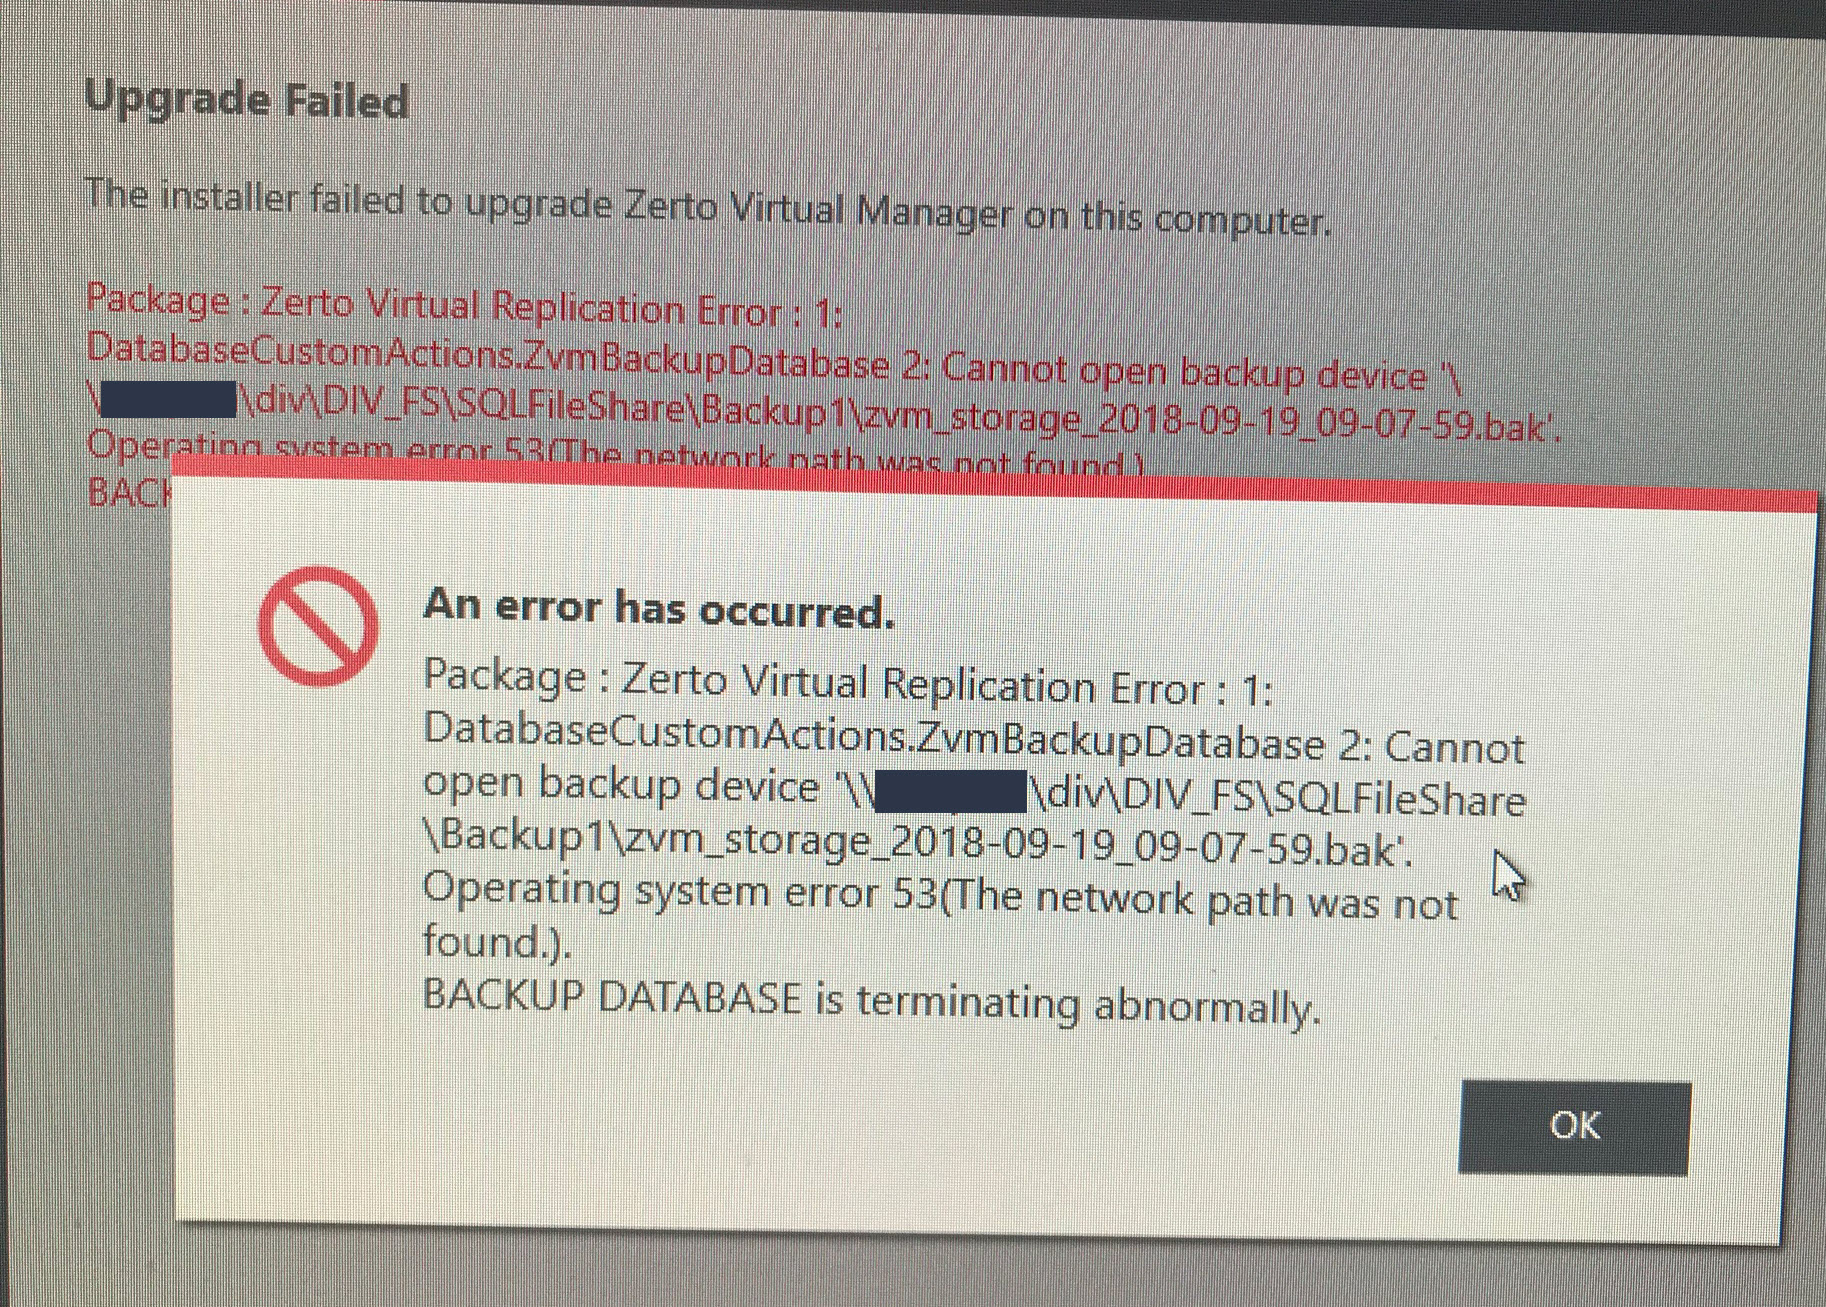 Upgrade Failed
The installer failed to upgrade Zerto Virtual Manager on this computer.
Package : Zerto Virtual Replication Error : 1:
DatabaseCustomActions.ZvmBackupDatabase 2: Cannot open backup device '\
\ \div\DIV_FS\SQLFileShare\Backup1\zvm_storage_2018-09-19_09-07-59.bak'.
Operating system error 53(The network path was not found.)
BACK
An error has occurred.
Package : Zerto Virtual Replication Error : 1:
DatabaseCustomActions.ZvmBackupDatabase 2: Cannot
open backup device '\\ \div\DIV_FS\SQLFileShare
\Backup1\zvm_storage_2018-09-19_09-07-59.bak'.
Operating system error 53(The network path was not
found.).
BACKUP DATABASE is terminating abnormally.
OK